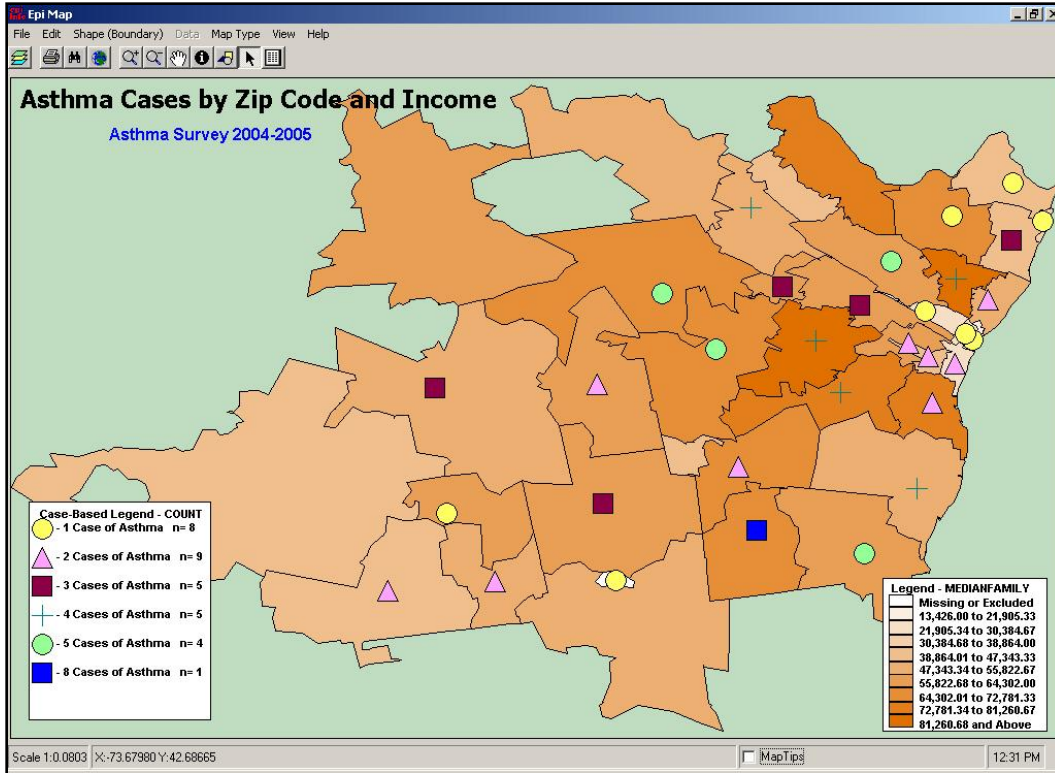 Epi Map
File Edit Shape (Boundary) Data Map Type View Help
Asthma Cases by Zip Code and Income
Asthma Survey 2004-2005
Case-Based Legend - COUNT
- 1 Case of Asthma n= 8
- 2 Cases of Asthma n= 9
- 3 Cases of Asthma n= 5
- 4 Cases of Asthma n= 5
- 5 Cases of Asthma n= 4
- 8 Cases of Asthma n= 1
Legend - MEDIANFAMILY
Missing or Excluded
13,426.00 to 21,905.33
21,905.34 to 30,384.67
30,384.68 to 38,864.00
38,864.01 to 47,343.33
47,343.34 to 55,822.67
55,822.68 to 64,302.00
64,302.01 to 72,781.33
72,781.34 to 81,260.67
81,260.68 and Above
Scale 1:0.0803 X:-73.67980 Y:42.68665 MapTips 12:31 PM